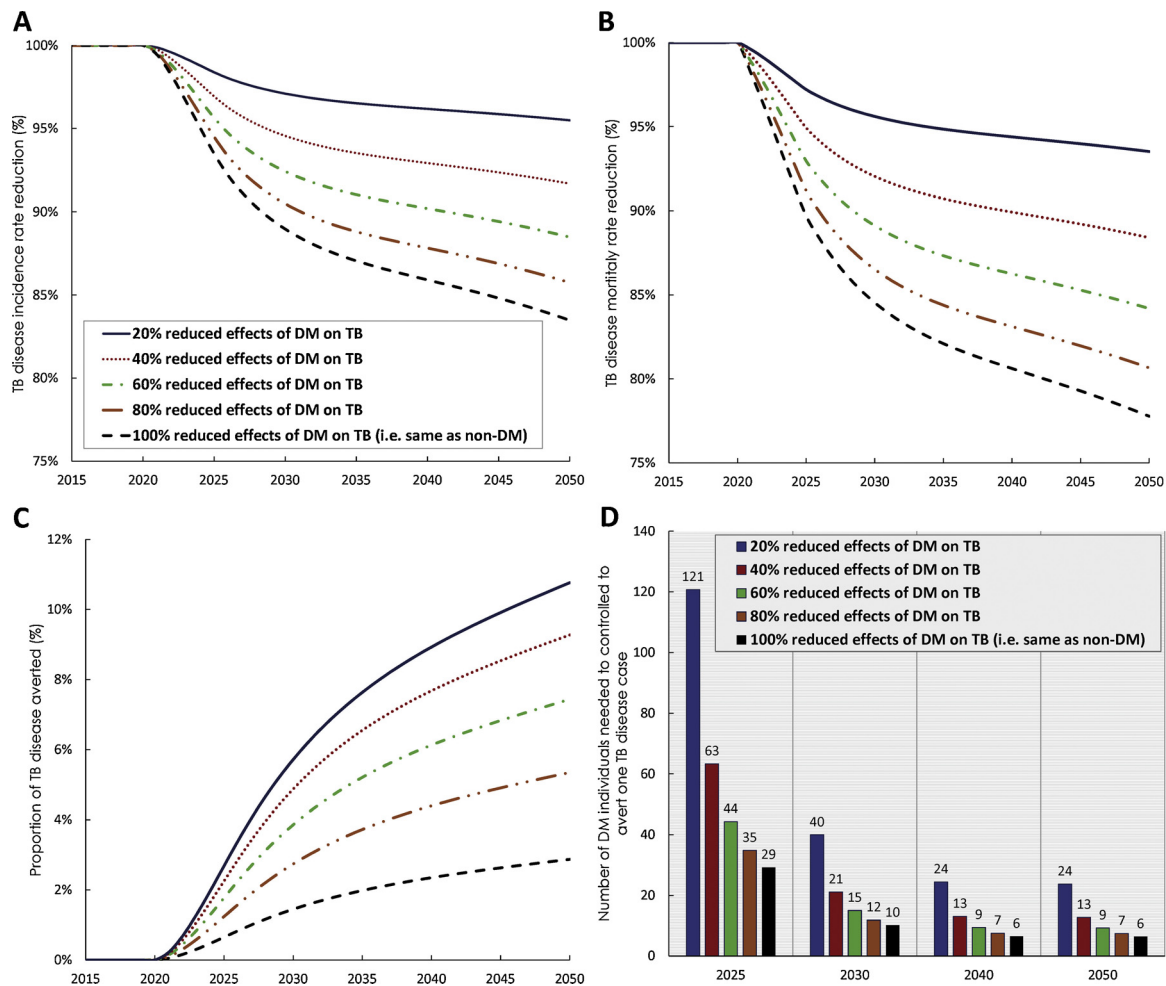 A
TB disease incidence rate reduction (%)
100%
95%
90%
85%
80%
75%
20% reduced effects of DM on TB
40% reduced effects of DM on TB
60% reduced effects of DM on TB
80% reduced effects of DM on TB
100% reduced effects of DM on TB (i.e. same as non-DM)
2015 2020 2025 2030 2035 2040 2045 2050
B
TB disease mortitaly rate reduction (%)
100%
95%
90%
85%
80%
75%
2015 2020 2025 2030 2035 2040 2045 2050
C
Proportion of TB disease averted (%)
12%
10%
8%
6%
4%
2%
0%
2015 2020 2025 2030 2035 2040 2045 2050
D
Number of DM individuals needed to controlled to
avert one TB disease case
140
120
100
80
60
40
20
0
20% reduced effects of DM on TB
40% reduced effects of DM on TB
60% reduced effects of DM on TB
80% reduced effects of DM on TB
100% reduced effects of DM on TB (i.e. same as non-DM)
121 63 44 35 29
40 21 15 12 10
24 13 9 7 6
24 13 9 7 6
2025 2030 2040 2050